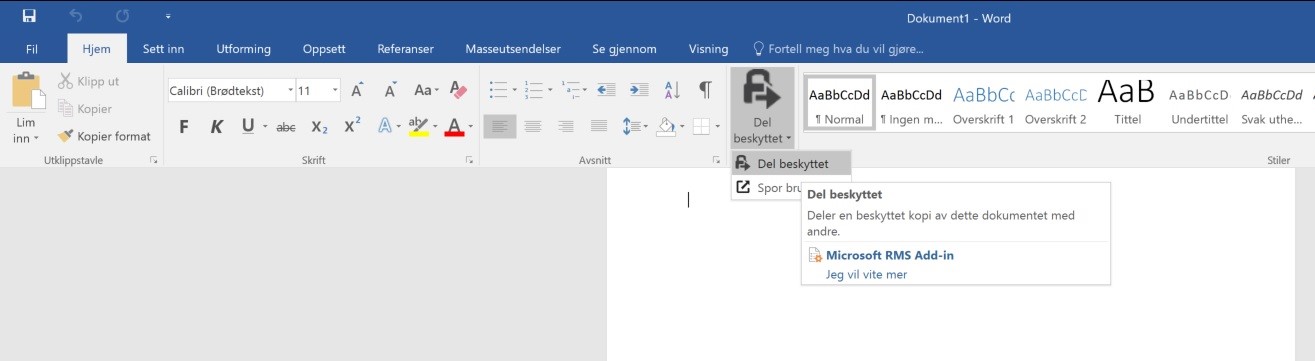 Dokument1 - Word
Fil Hjem Sett inn Utforming Oppsett Referanser Masseutsendelser Se gjennom Visning Fortell meg hva du vil gjøre...
Lim inn
Klipp ut
Kopier
Kopier format
Utklippstavle
Calibri (Brødtekst) 11 A A Aa
F K U abc X₂ X² A aby A
Skrift
A Z ¶
Avsnitt
Del
beskyttet
AaBbCcDd AaBbCcDd AaBbCc AaBbCcD AaB AaBbCcD AaBbCcDd
¶ Normal ¶ Ingen m... Overskrift 1 Overskrift 2 Tittel Undertittel Svak uthe...
Stiler
Del beskyttet
Spor bru
Del beskyttet
Deler en beskyttet kopi av dette dokumentet med
andre.
Microsoft RMS Add-in
Jeg vil vite mer